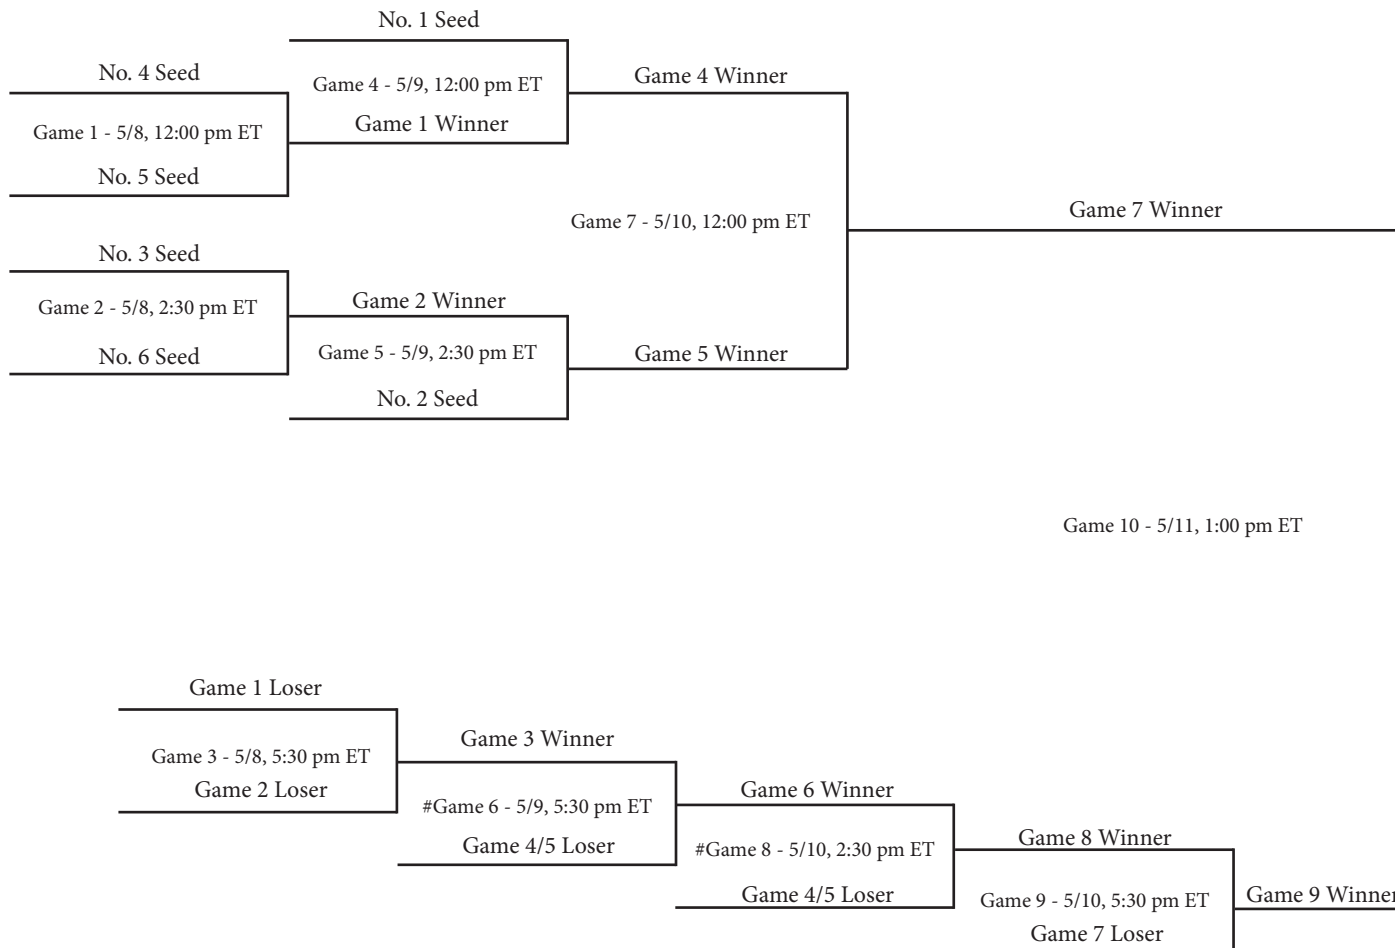 No. 1 Seed
No. 4 Seed
Game 4 - 5/9, 12:00 pm ET
Game 4 Winner
Game 1 - 5/8, 12:00 pm ET
Game 1 Winner
No. 5 Seed
Game 7 - 5/10, 12:00 pm ET
Game 7 Winner
No. 3 Seed
Game 2 - 5/8, 2:30 pm ET
Game 2 Winner
No. 6 Seed
Game 5 - 5/9, 2:30 pm ET
Game 5 Winner
No. 2 Seed
Game 10 - 5/11, 1:00 pm ET
Game 1 Loser
Game 3 - 5/8, 5:30 pm ET
Game 3 Winner
Game 2 Loser
#Game 6 - 5/9, 5:30 pm ET
Game 6 Winner
Game 4/5 Loser
#Game 8 - 5/10, 2:30 pm ET
Game 8 Winner
Game 4/5 Loser
Game 9 - 5/10, 5:30 pm ET
Game 9 Winner
Game 7 Loser